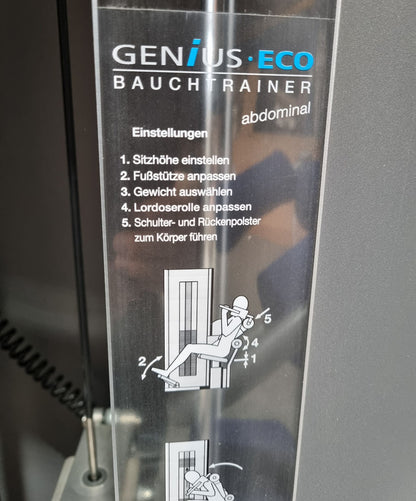 GENiUS·ECO
BAUCHTRAINER
abdominal
Einstellungen
1. Sitzhöhe einstellen
2. Fußstütze anpassen
3. Gewicht auswählen
4. Lordoserolle anpassen
5. Schulter- und Rückenpolster
zum Körper führen
5
4
2
1